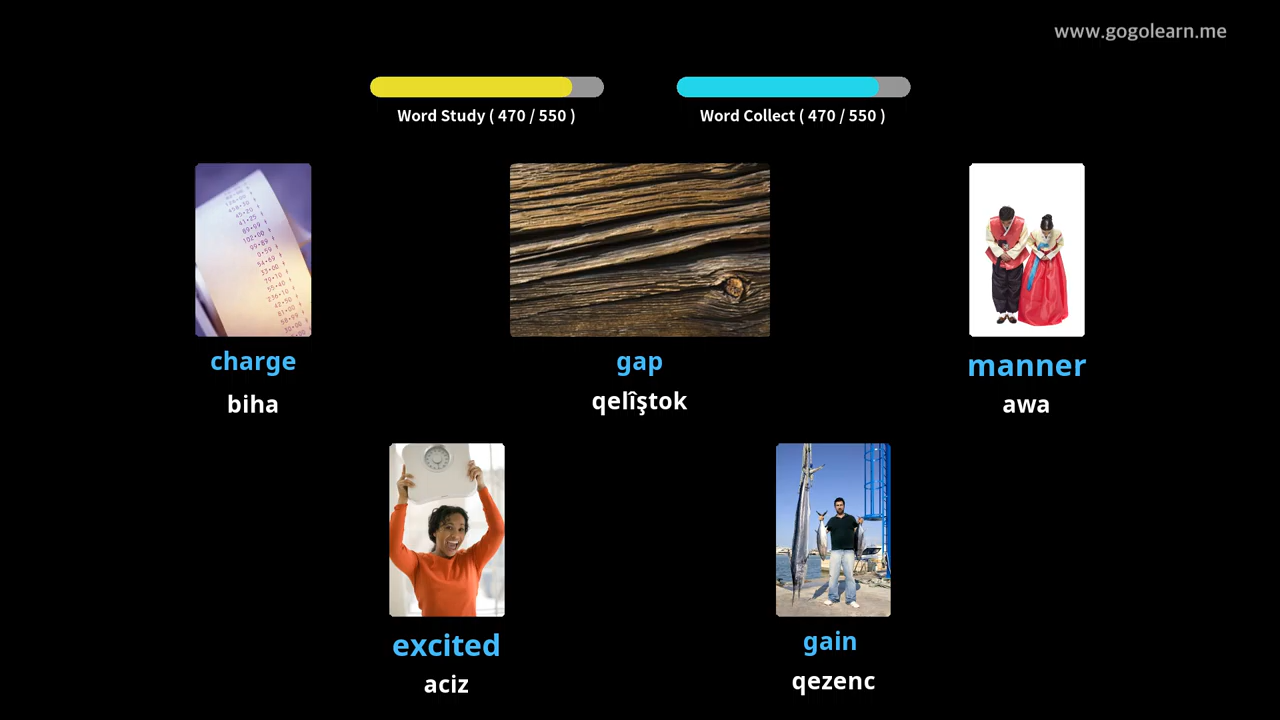 www.gogolearn.me
Word Study ( 470 / 550 )
Word Collect ( 470 / 550 )
charge
gap
manner
biha
qelîştok
awa
excited
gain
aciz
qezenc